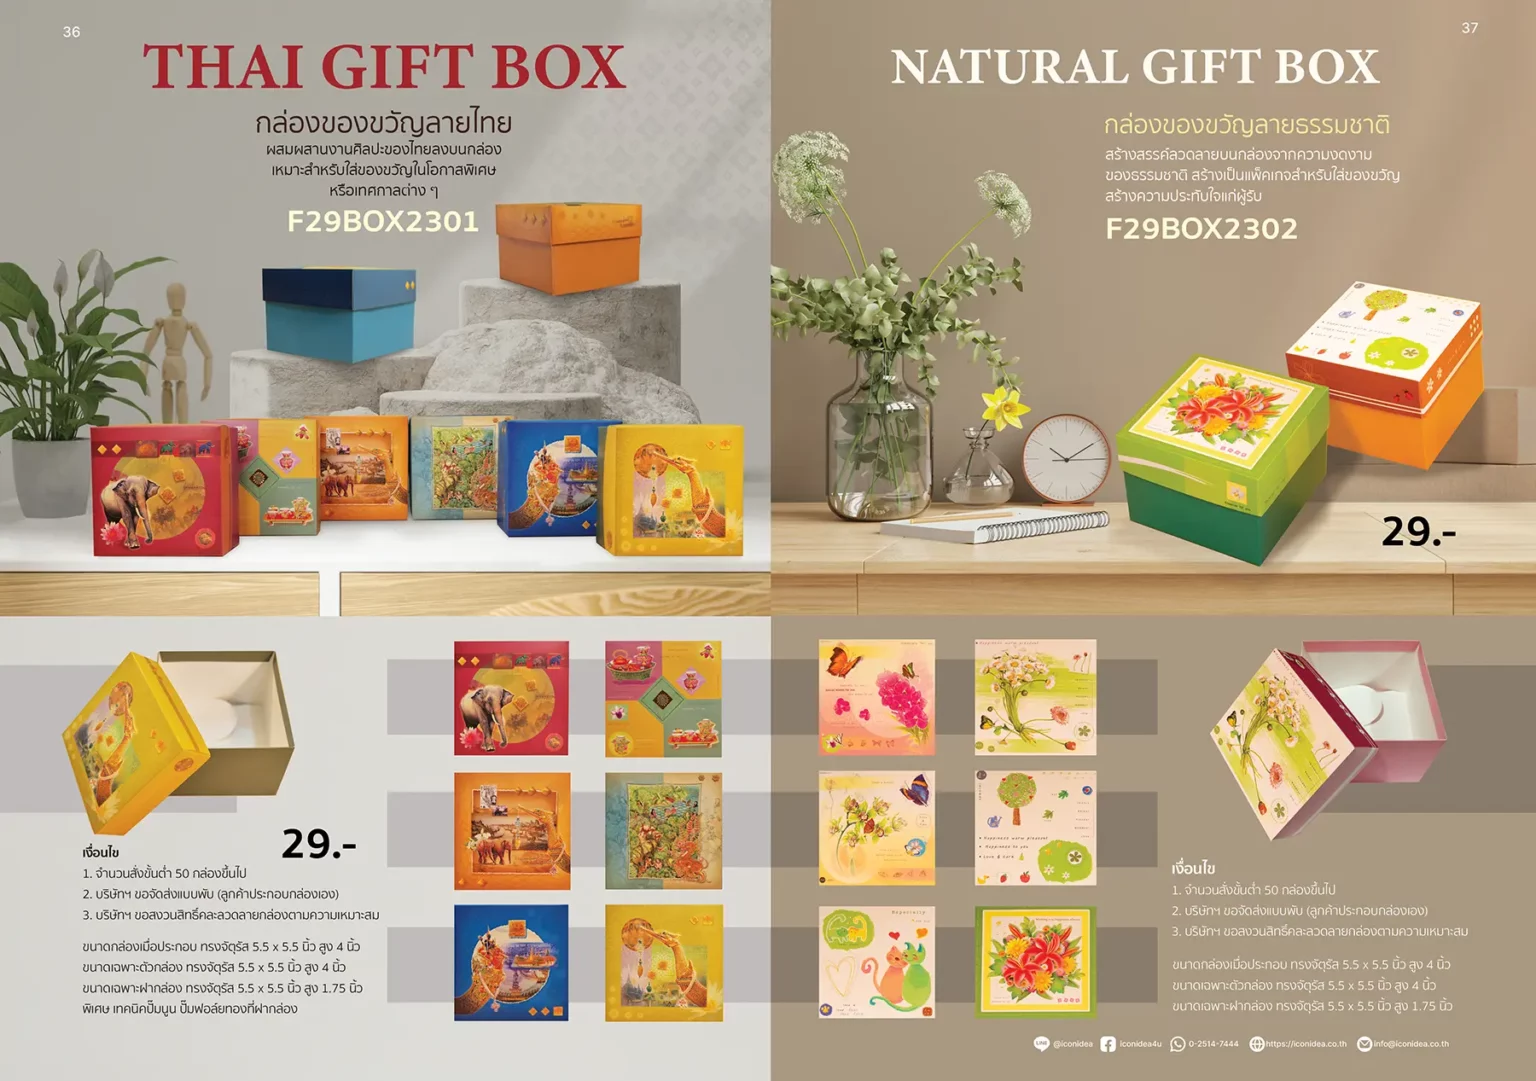 36
THAI GIFT BOX
กล่องของขวัญลายไทย
ผสมผสานงานศิลปะของไทยลงบนกล่อง
เหมาะสำหรับใส่ของขวัญในโอกาสพิเศษ
หรือเทศกาลต่าง ๆ
F29BOX2301
29.-
เงื่อนไข
1. จำนวนสั่งขั้นต่ำ 50 กล่องขึ้นไป
2. บริษัทฯ ขอจัดส่งแบบพับ (ลูกค้าประกอบกล่องเอง)
3. บริษัทฯ ขอสงวนสิทธิ์คละลวดลายกล่องตามความเหมาะสม
ขนาดกล่องเมื่อประกอบ ทรงจัตุรัส 5.5 x 5.5 นิ้ว สูง 4 นิ้ว
ขนาดเฉพาะตัวกล่อง ทรงจัตุรัส 5.5 x 5.5 นิ้ว สูง 4 นิ้ว
ขนาดเฉพาะฝากล่อง ทรงจัตุรัส 5.5 x 5.5 นิ้ว สูง 1.75 นิ้ว
พิเศษ เทคนิคปั๊มนูน ปั๊มฟอล์ยทองที่ฝากล่อง
37
NATURAL GIFT BOX
กล่องของขวัญลายธรรมชาติ
สร้างสรรค์ลวดลายบนกล่องจากความงดงาม
ของธรรมชาติ สร้างเป็นแพ็คเกจสำหรับใส่ของขวัญ
สร้างความประทับใจแก่ผู้รับ
F29BOX2302
29.-
เงื่อนไข
1. จำนวนสั่งขั้นต่ำ 50 กล่องขึ้นไป
2. บริษัทฯ ขอจัดส่งแบบพับ (ลูกค้าประกอบกล่องเอง)
3. บริษัทฯ ขอสงวนสิทธิ์คละลวดลายกล่องตามความเหมาะสม
ขนาดกล่องเมื่อประกอบ ทรงจัตุรัส 5.5 x 5.5 นิ้ว สูง 4 นิ้ว
ขนาดเฉพาะตัวกล่อง ทรงจัตุรัส 5.5 x 5.5 นิ้ว สูง 4 นิ้ว
ขนาดเฉพาะฝากล่อง ทรงจัตุรัส 5.5 x 5.5 นิ้ว สูง 1.75 นิ้ว
LINE @iconidea iconidea4u 0-2514-7444 https://iconidea.co.th info@iconidea.co.th